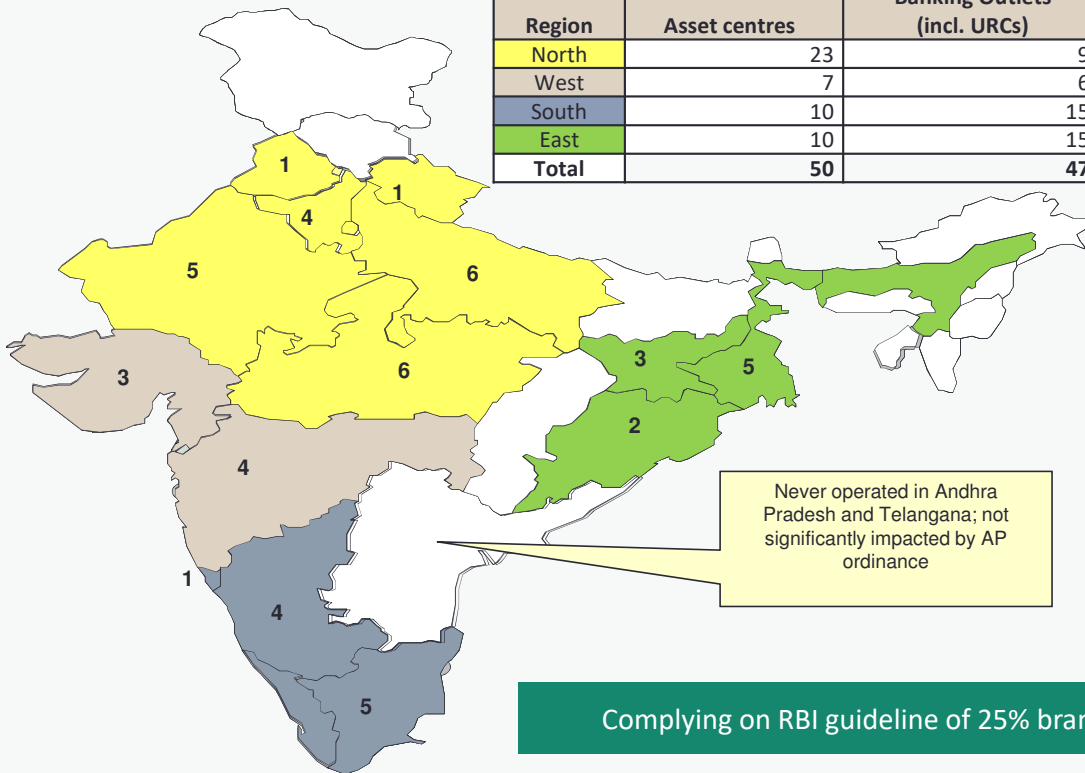 Banking Outlets
Region Asset centres (incl. URCs)
North 23
West 7
South 10
East 10
Total 50
1
1
4
5
6
3
6
3
5
2
4
1
4
5
Never operated in Andhra
Pradesh and Telangana; not
significantly impacted by AP
ordinance
Complying on RBI guideline of 25%